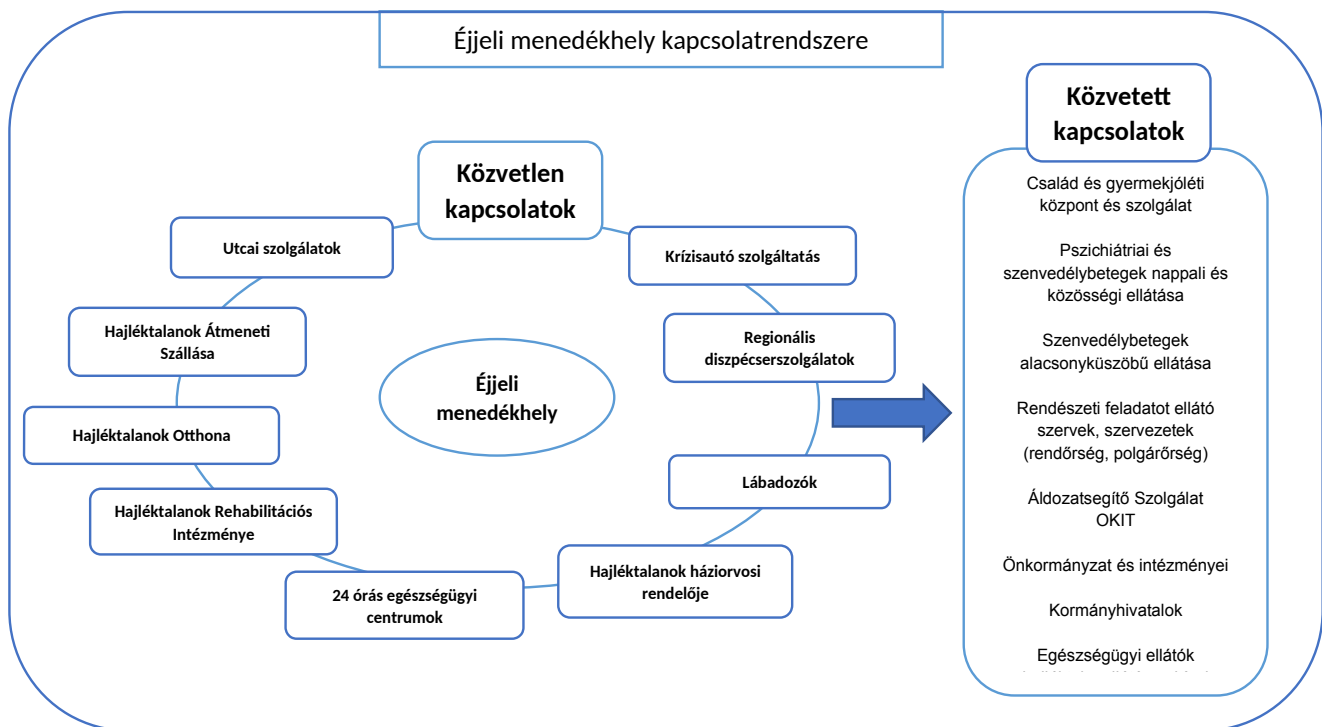 Éjjeli menedékhely kapcsolatrendszere
Közvetlen
kapcsolatok
Utcai szolgálatok
Krízisautó szolgáltatás
Hajléktalanok Átmeneti
Szállása
Regionális
diszpécserszolgálatok
Éjjeli
menedékhely
Hajléktalanok Otthona
Lábadozók
Hajléktalanok Rehabilitációs
Intézménye
24 órás egészségügyi
centrumok
Hajléktalanok háziorvosi
rendelője
Közvetett
kapcsolatok
Család és gyermekjóléti
központ és szolgálat
Pszichiátriai és
szenvedélybetegek nappali és
közösségi ellátása
Szenvedélybetegek
alacsonyküszöbű ellátása
Rendészeti feladatot ellátó
szervek, szervezetek
(rendőrség, polgárőrség)
Áldozatsegítő Szolgálat
OKIT
Önkormányzat és intézményei
Kormányhivatalok
Egészségügyi ellátók